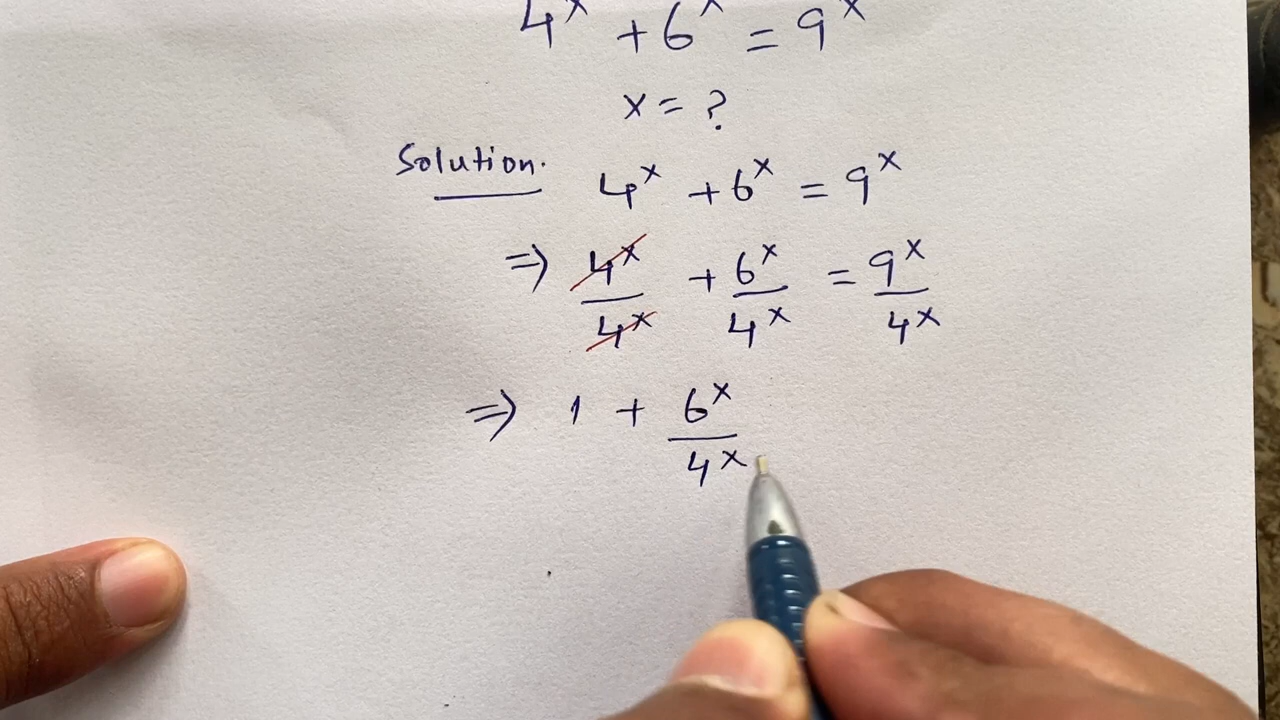 4^x + 6^x = 9^x
x = ?
Solution. 4^x + 6^x = 9^x
⇒ 4^x/4^x + 6^x/4^x = 9^x/4^x
⇒ 1 + 6^x/4^x